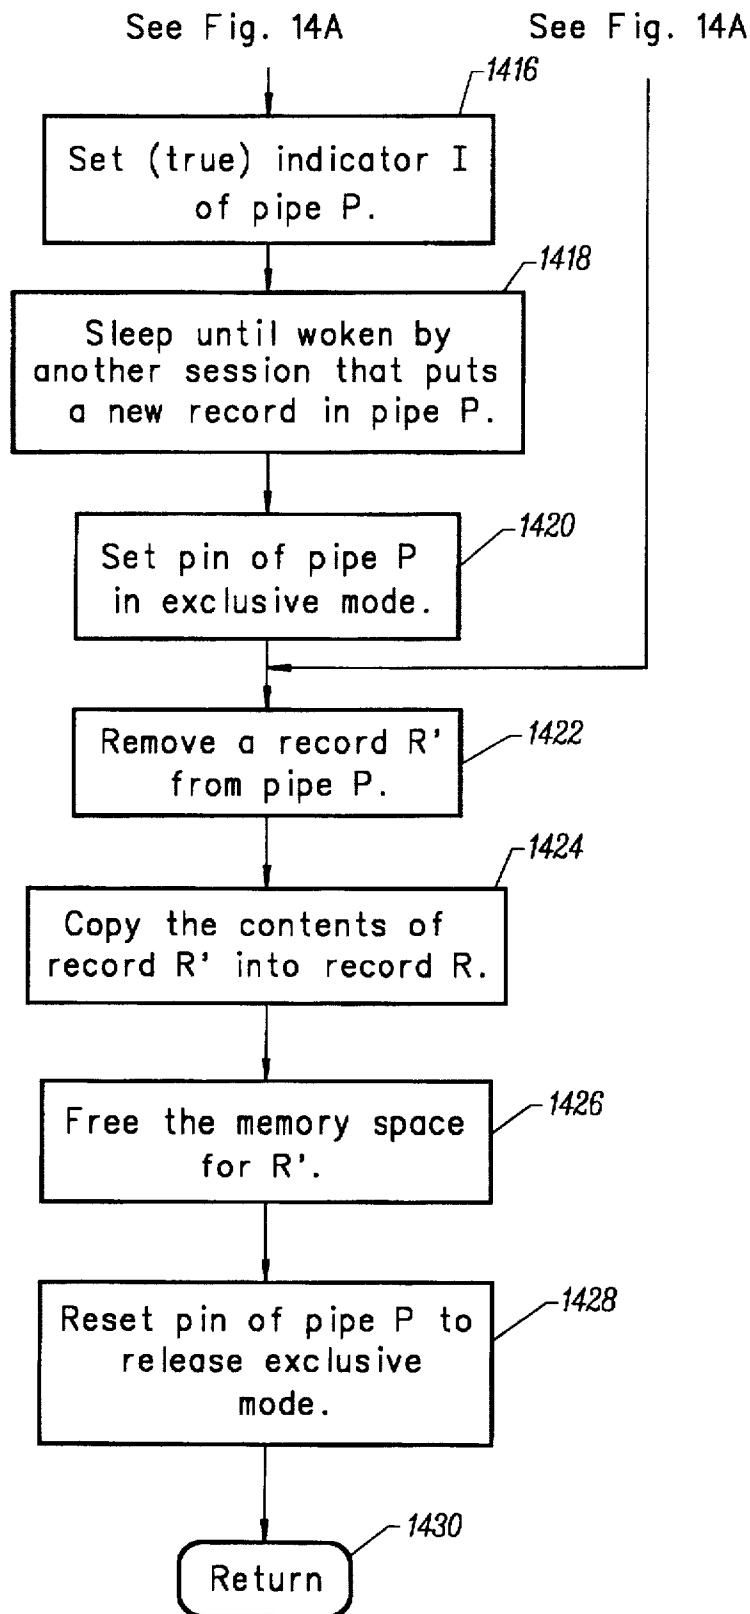 See Fig. 14A
See Fig. 14A
1416
Set (true) indicator I
of pipe P.
1418
Sleep until woken by
another session that puts
a new record in pipe P.
1420
Set pin of pipe P
in exclusive mode.
1422
Remove a record R'
from pipe P.
1424
Copy the contents of
record R' into record R.
1426
Free the memory space
for R'.
1428
Reset pin of pipe P to
release exclusive
mode.
1430
Return